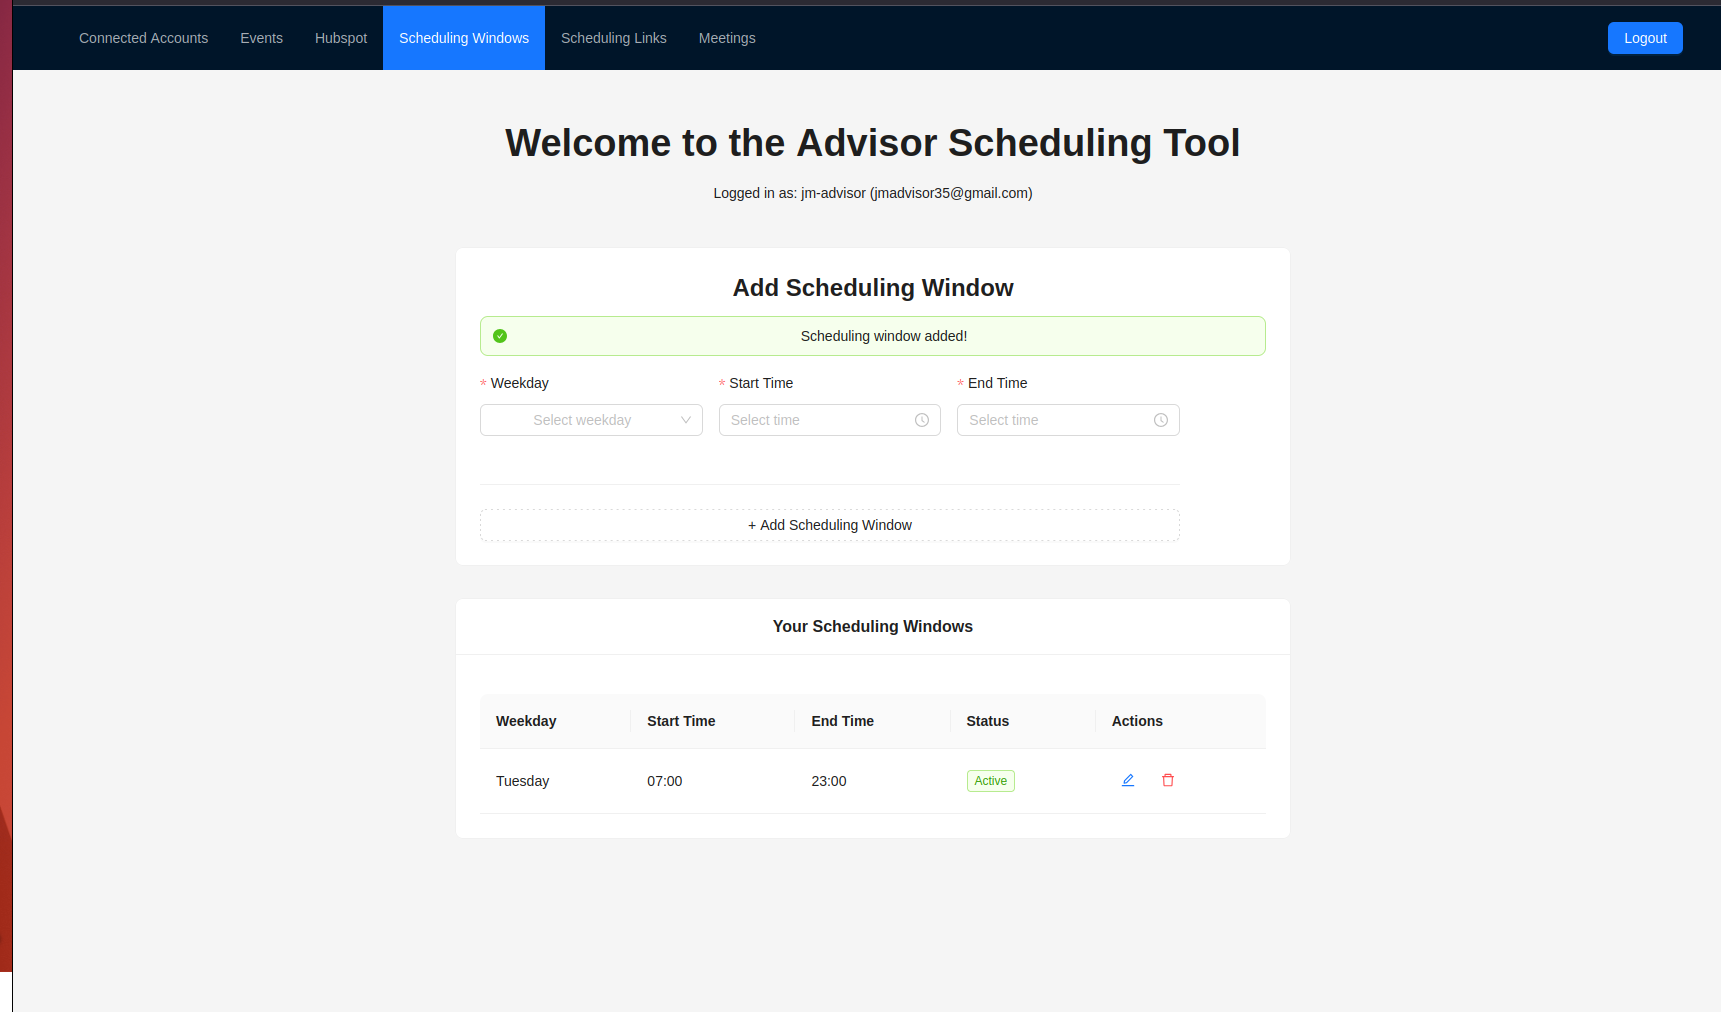 Connected Accounts Events Hubspot Scheduling Windows Scheduling Links Meetings Logout
Welcome to the Advisor Scheduling Tool
Logged in as: jm-advisor (jmadvisor35@gmail.com)
Add Scheduling Window
Scheduling window added!
* Weekday * Start Time * End Time
Select weekday Select time Select time
+ Add Scheduling Window
Your Scheduling Windows
Weekday Start Time End Time Status Actions
Tuesday 07:00 23:00 Active